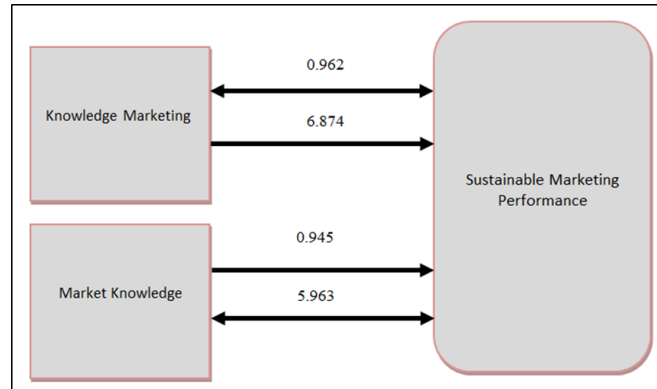 Knowledge Marketing
0.962
6.874
Sustainable Marketing
Performance
Market Knowledge
0.945
5.963